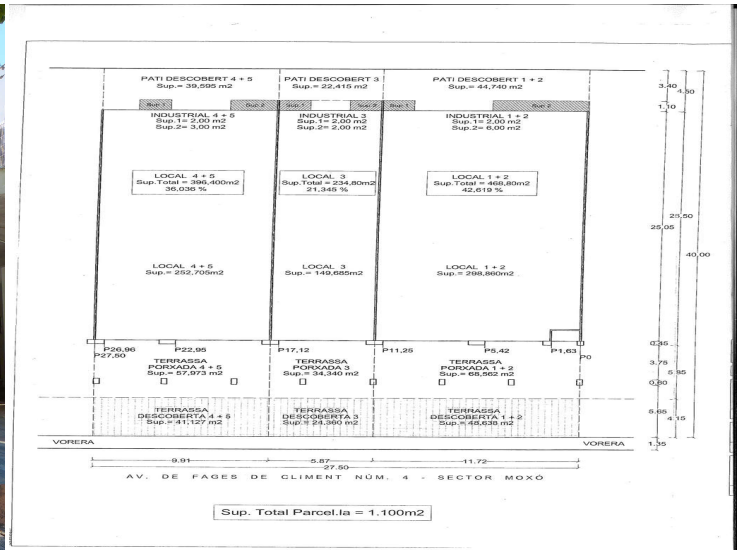 PATI DESCOBERT 4 + 5
Sup.= 39,595 m2
PATI DESCOBERT 3
Sup.= 22,415 m2
PATI DESCOBERT 1 + 2
Sup.= 44,740 m2
Sup 1
Sup 2
Sup 1
Sup 2
Sup 1
Sup 2
INDUSTRIAL 4 + 5
Sup.1= 2,00 m2
Sup.2= 3,00 m2
INDUSTRIAL 3
Sup.1= 2,00 m2
Sup.2= 2,00 m2
INDUSTRIAL 1 + 2
Sup.1= 2,00 m2
Sup.2= 6,00 m2
LOCAL 4 + 5
Sup.Total = 396,400m2
36,036 %
LOCAL 3
Sup.Total = 234,80m2
21,345 %
LOCAL 1 + 2
Sup.Total = 468,80m2
42,619 %
LOCAL 4 + 5
Sup.= 252,705m2
LOCAL 3
Sup.= 149,685m2
LOCAL 1 + 2
Sup.= 298,860m2
P26,96
P27,50
P22,95
P17,12
P11,25
P5,42
P1,63
P0
TERRASSA
PORXADA 4 + 5
Sup.= 57,973 m2
TERRASSA
PORXADA 3
Sup.= 34,340 m2
TERRASSA
PORXADA 1 + 2
Sup.= 68,562 m2
TERRASSA
DESCOBERTA 4 + 5
Sup.= 41,127 m2
TERRASSA
DESCOBERTA 3
Sup.= 24,360 m2
TERRASSA
DESCOBERTA 1 + 2
Sup.= 48,638 m2
VORERA
VORERA
3,40
4,50
1,10
25,50
25,05
40,00
0,45
3,75
5,65
4,15
1,35
9.91
5.87
11.72
27.50
AV. DE FAGES DE CLIMENT NÚM. 4 - SECTOR MOXÓ
Sup. Total Parcel.la = 1.100m2